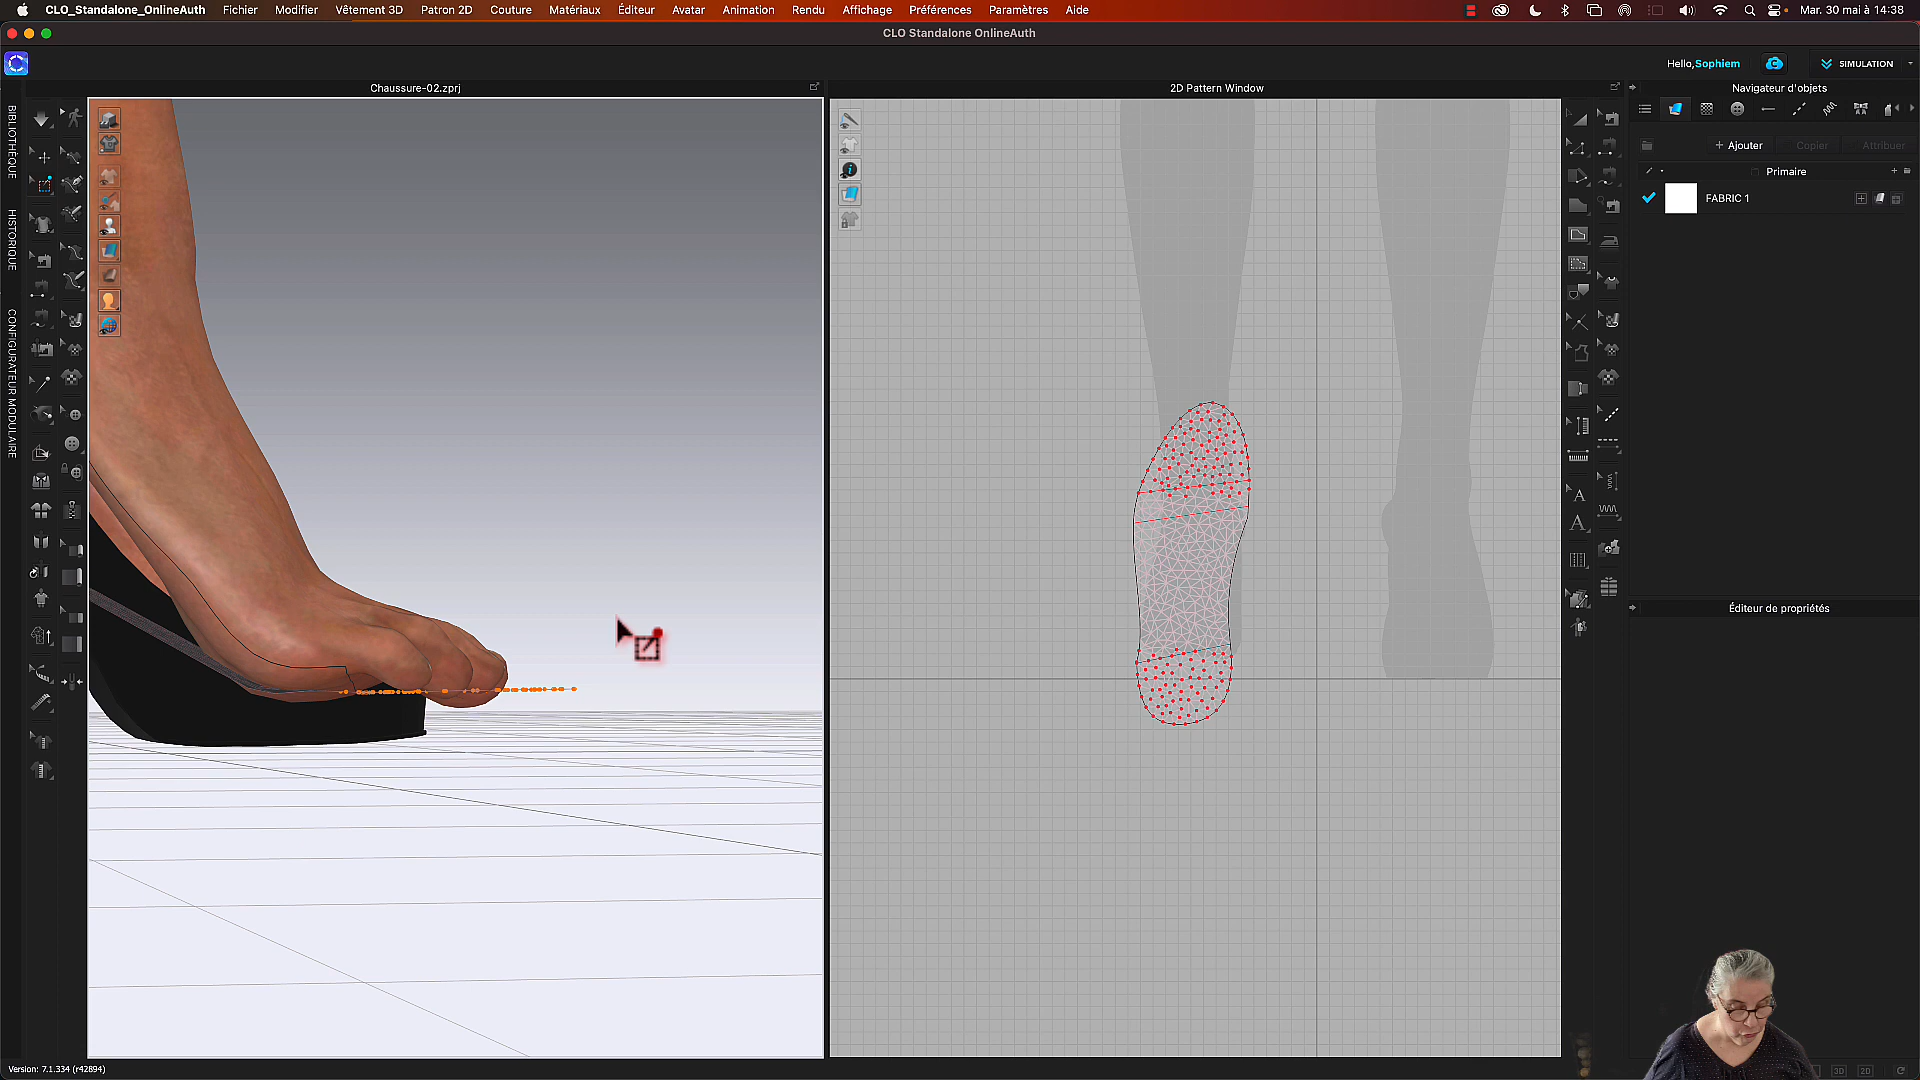 CLO_Standalone_OnlineAuth Fichier Modifier Vêtement 3D Patron 2D Couture Matériaux Éditeur Avatar Animation Rendu Affichage Préférences Paramètres Aide Mar. 30 mai à 14:38
CLO Standalone OnlineAuth
Hello,Sophiem SIMULATION
Chaussure-02.zprj 2D Pattern Window Navigateur d'objets
BIBLIOTHÈQUE
HISTORIQUE
CONFIGURATEUR MODULAIRE
+ Ajouter Copier Attribuer
Primaire
FABRIC 1
Éditeur de propriétés
Version: 7.1.334 (r42894)
3D 2D